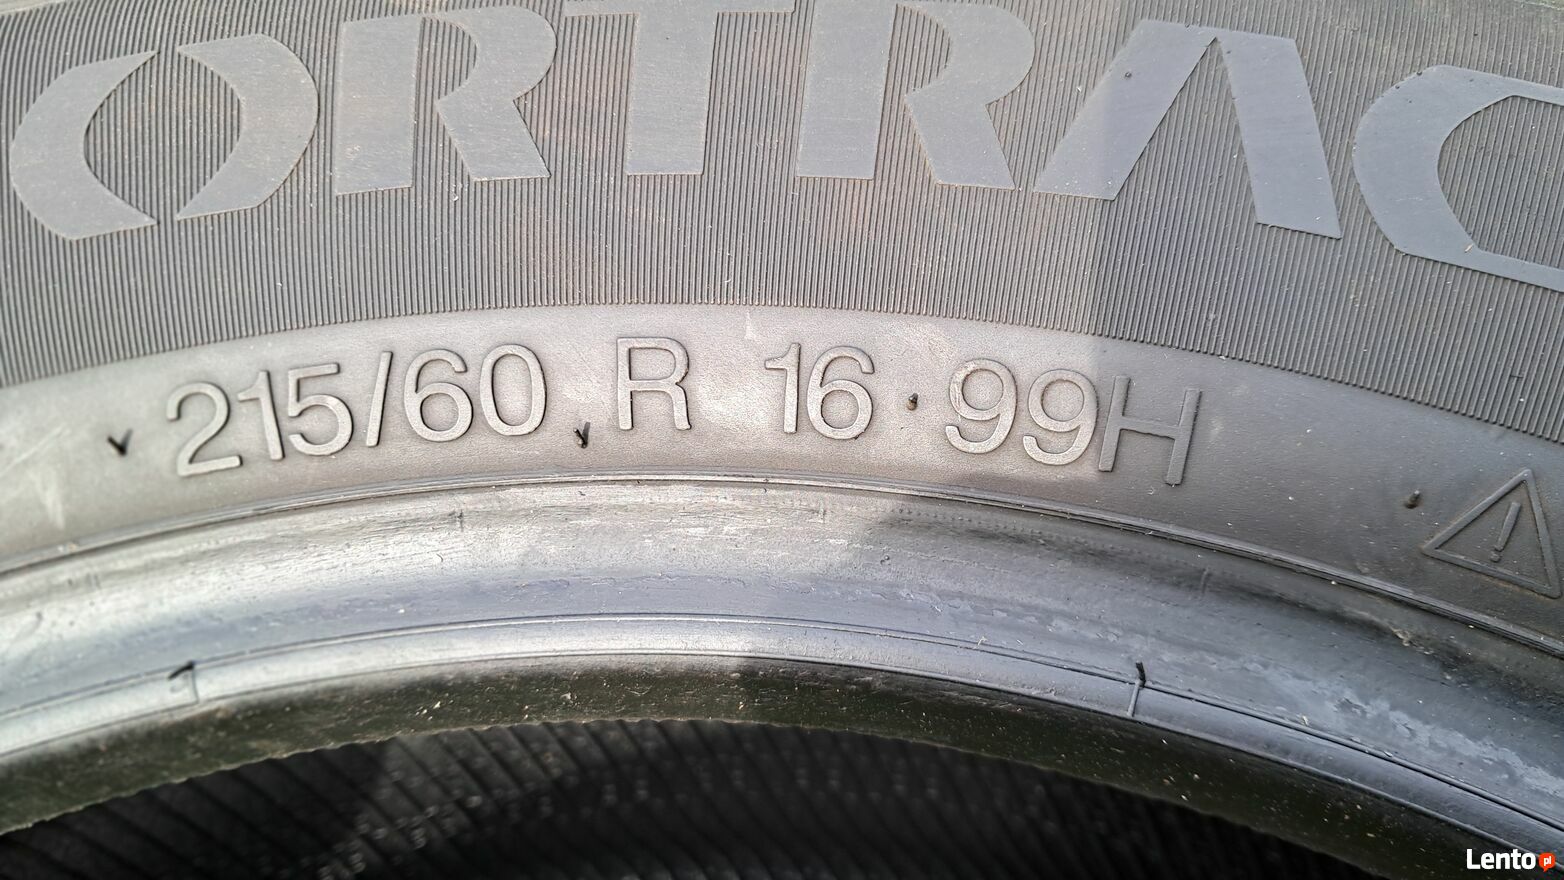 ORTRAC
215/60 R 16 99H
Lento.pl